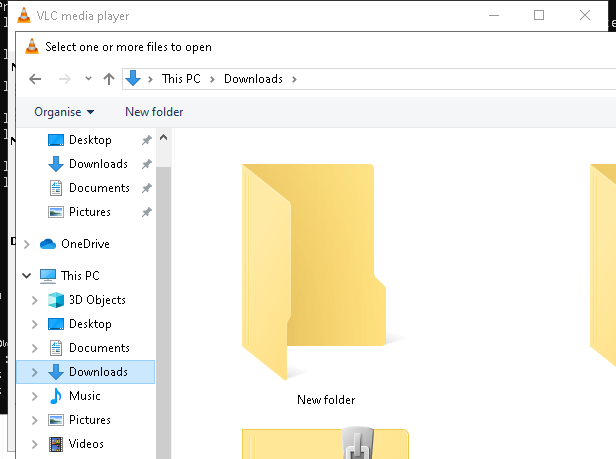 VLC media player
Select one or more files to open
This PC
Downloads
Organise
New folder
Desktop
Downloads
Documents
Pictures
OneDrive
This PC
3D Objects
Desktop
Documents
Downloads
Music
Pictures
Videos
New folder